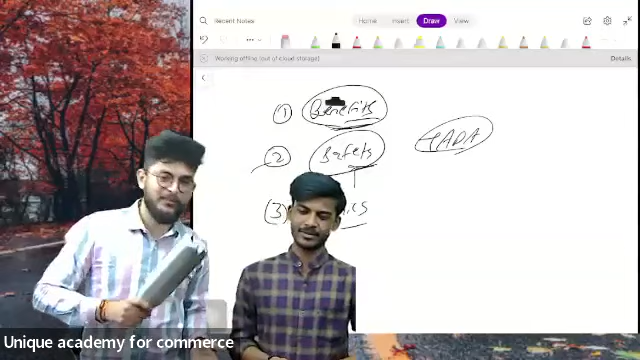 Recent Notes
Home Insert Draw View
Working offline (out of cloud storage) Details
① Benefits
② Safety
TADA
(3)
Unique academy for commerce